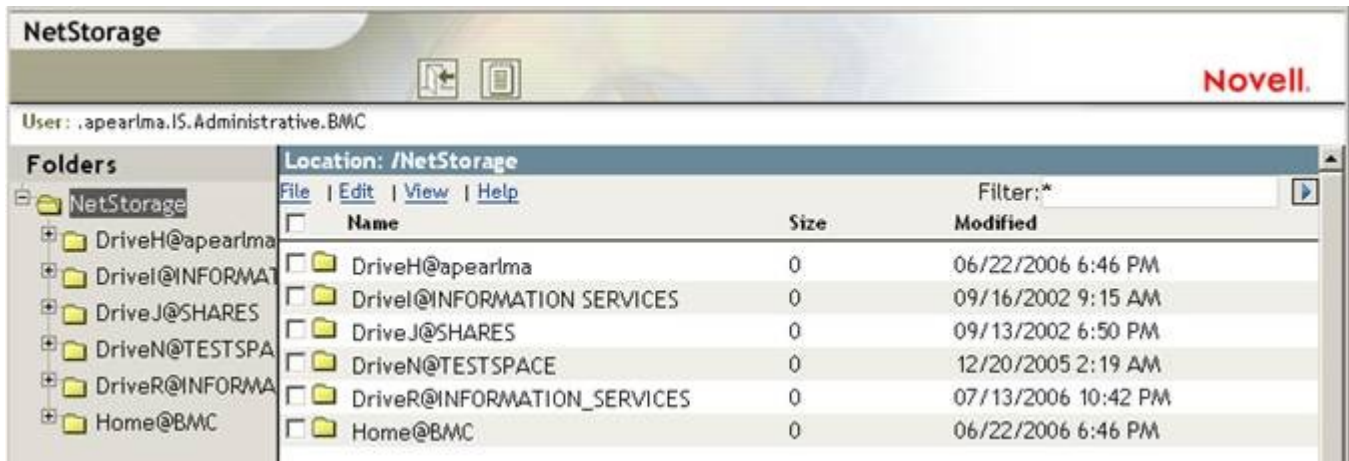 NetStorage
Novell.
User: .apearlma.IS.Administrative.BMC
Folders
NetStorage
DriveH@apearlma
DriveI@INFORMAT
DriveJ@SHARES
DriveN@TESTSPA
DriveR@INFORMA
Home@BMC
Location: /NetStorage
File | Edit | View | Help Filter:*
Name Size Modified
DriveH@apearlma 0 06/22/2006 6:46 PM
DriveI@INFORMATION SERVICES 0 09/16/2002 9:15 AM
DriveJ@SHARES 0 09/13/2002 6:50 PM
DriveN@TESTSPACE 0 12/20/2005 2:19 AM
DriveR@INFORMATION_SERVICES 0 07/13/2006 10:42 PM
Home@BMC 0 06/22/2006 6:46 PM